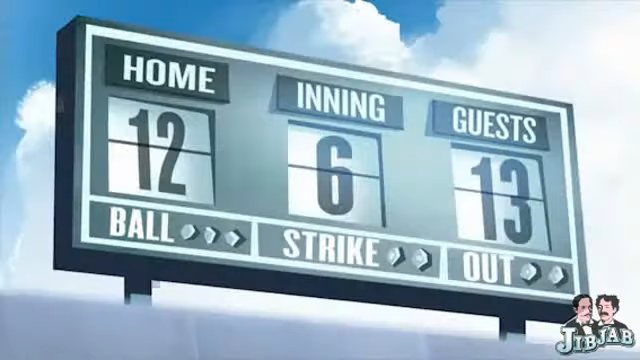 HOME
INNING
GUESTS
12
6
13
BALL
STRIKE
OUT
JIBJAB